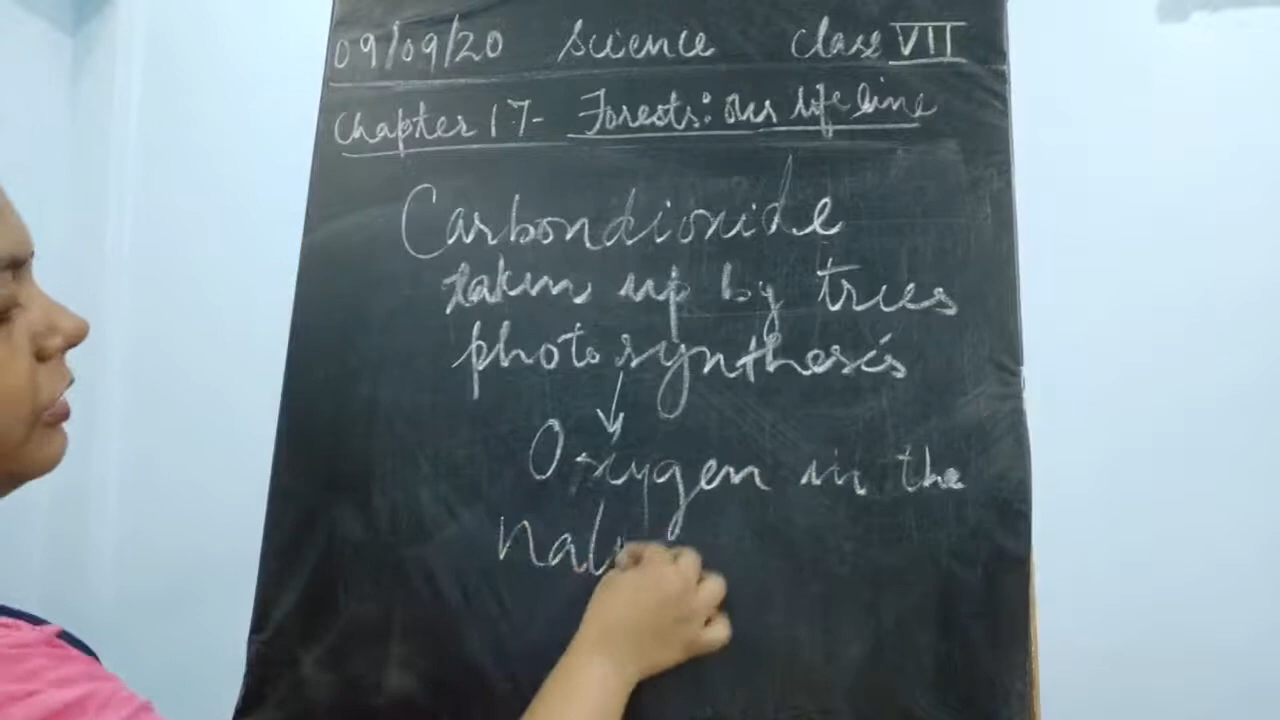 09/09/20 Science Class VII
Chapter 17- Forests: Our life line
Carbondioxide
taken up by trees
photosynthesis
↓
Oxygen in the